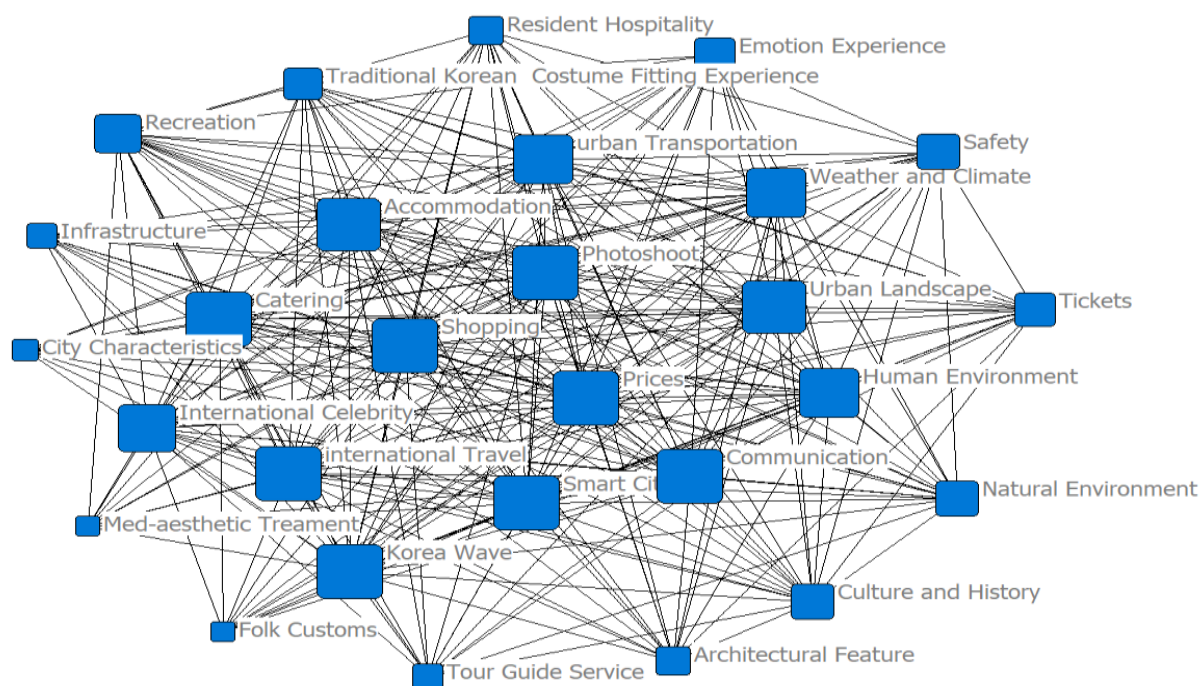 Resident Hospitality
Emotion Experience
Traditional Korean  Costume Fitting Experience
Recreation
urban Transportation
Safety
Weather and Climate
Accommodation
Infrastructure
Photoshoot
Urban Landscape
Catering
Tickets
Shopping
City Characteristics
Prices
Human Environment
International Celebrity
international Travel
Communication
Smart Cit
Natural Environment
Med-aesthetic Treament
Korea Wave
Culture and History
Folk Customs
Architectural Feature
Tour Guide Service